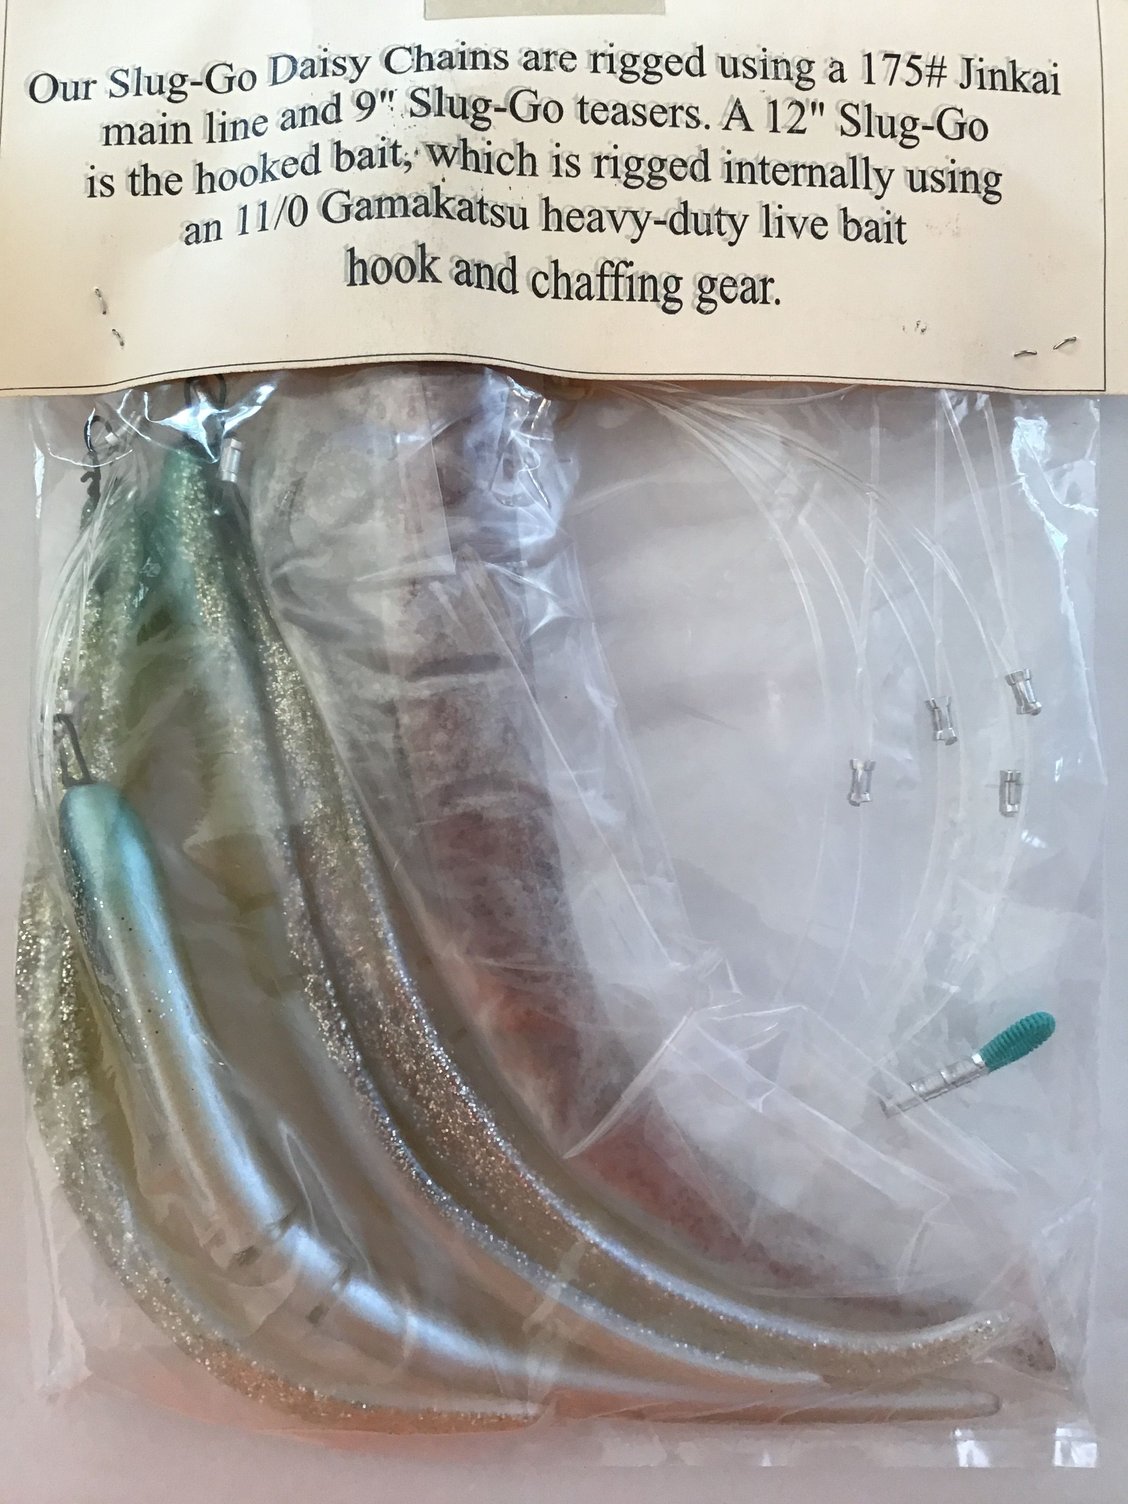 Our Slug-Go Daisy Chains are rigged using a 175# Jinkai
main line and 9" Slug-Go teasers. A 12" Slug-Go
is the hooked bait, which is rigged internally using
an 11/0 Gamakatsu heavy-duty live bait
hook and chaffing gear.